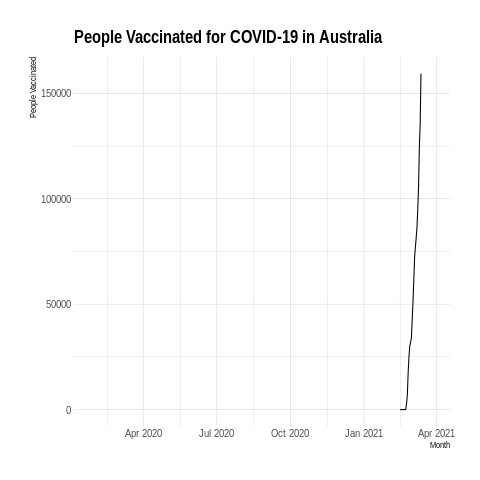 People Vaccinated for COVID-19 in Australia
People Vaccinated
150000
100000
50000
0
Apr 2020 Jul 2020 Oct 2020 Jan 2021 Apr 2021
Month